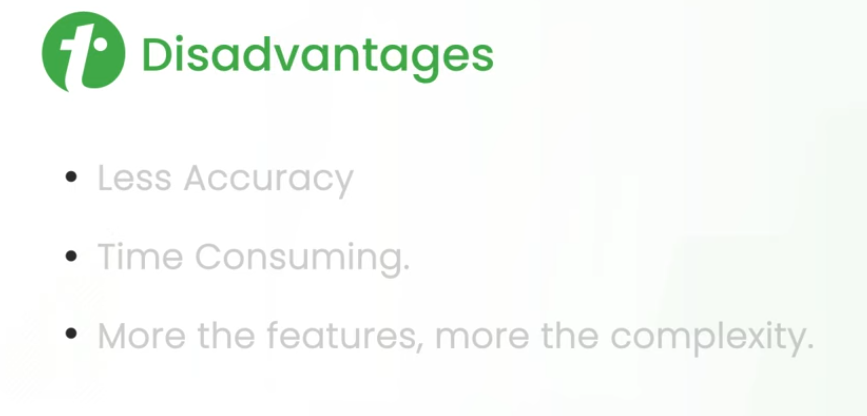 Disadvantages
• Less Accuracy
• Time Consuming.
• More the features, more the complexity.